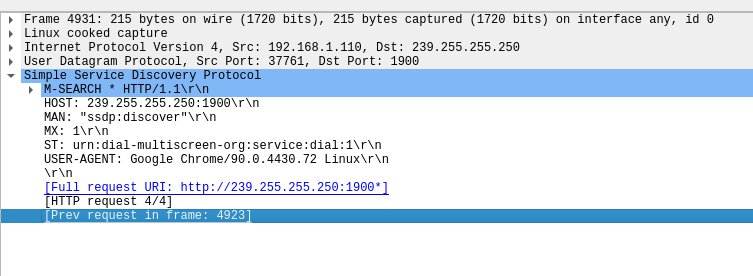 Frame 4931: 215 bytes on wire (1720 bits), 215 bytes captured (1720 bits) on interface any, id 0
Linux cooked capture
Internet Protocol Version 4, Src: 192.168.1.110, Dst: 239.255.255.250
User Datagram Protocol, Src Port: 37761, Dst Port: 1900
Simple Service Discovery Protocol
M-SEARCH * HTTP/1.1\r\n
HOST: 239.255.255.250:1900\r\n
MAN: "ssdp:discover"\r\n
MX: 1\r\n
ST: urn:dial-multiscreen-org:service:dial:1\r\n
USER-AGENT: Google Chrome/90.0.4430.72 Linux\r\n
\r\n
[Full request URI: http://239.255.255.250:1900*]
[HTTP request 4/4]
[Prev request in frame: 4923]